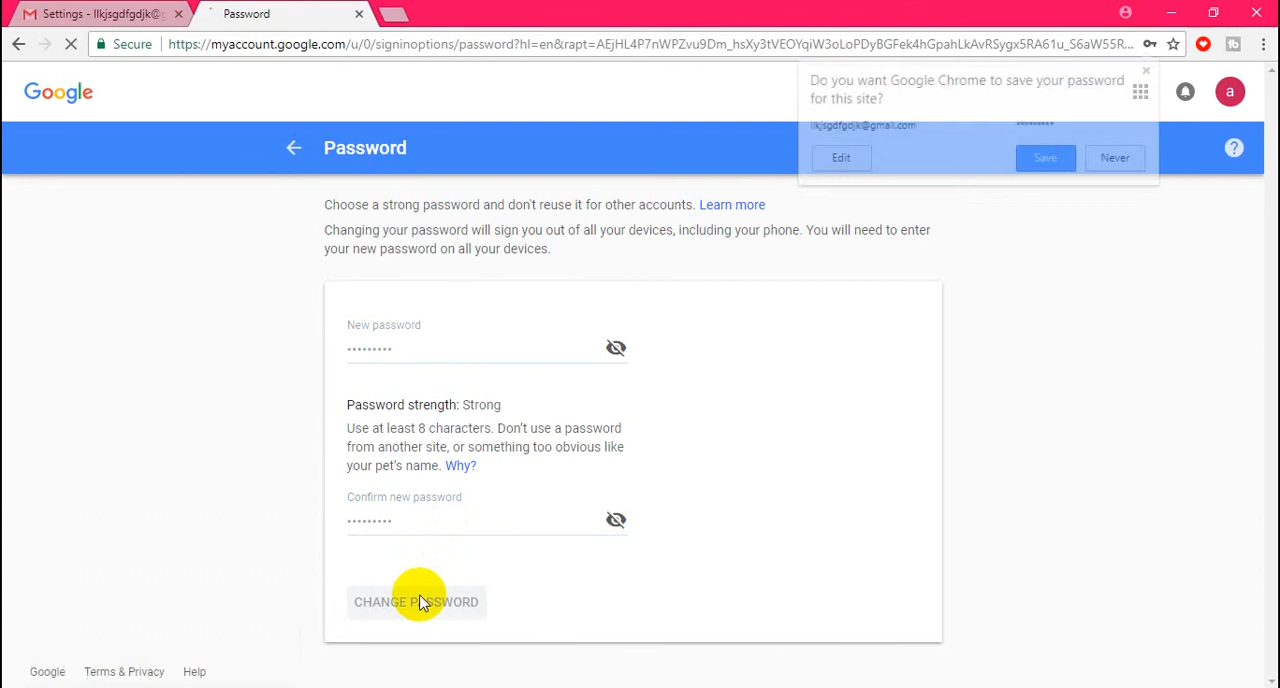 Settings - llkjsgdfgdjk@g
Password
Secure
https://myaccount.google.com/u/0/signinoptions/password?hl=en&rapt=AEjHL4P7nWPZvu9Dm_hsXy3tVEOYqiW3oLoPDyBGFek4hGpahLkAvRSygx5RA61u_S6aW55R...
Do you want Google Chrome to save your password
for this site?
Google
a
llkjsgdfgdjk@gmail.com
•••••••••
Password
Edit
Save
Never
Choose a strong password and don't reuse it for other accounts. Learn more
Changing your password will sign you out of all your devices, including your phone. You will need to enter
your new password on all your devices.
New password
•••••••••
Password strength: Strong
Use at least 8 characters. Don't use a password
from another site, or something too obvious like
your pet's name. Why?
Confirm new password
•••••••••
CHANGE PASSWORD
Google
Terms & Privacy
Help